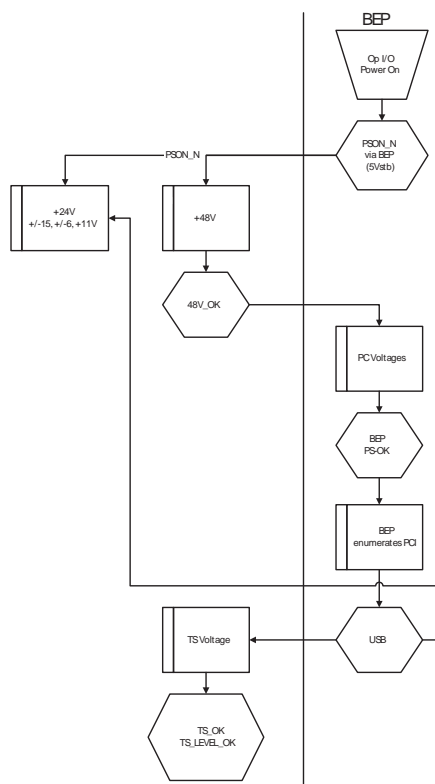 BEP
Op I/O
Power On
PSON_N
via BEP
(5Vstb)
PSON_N
+24V
+/-15, +/-6, +11V
+48V
48V_OK
PC Voltages
BEP
PS-OK
BEP
enumerates PCI
USB
TS Voltage
TS_OK
TS_LEVEL_OK